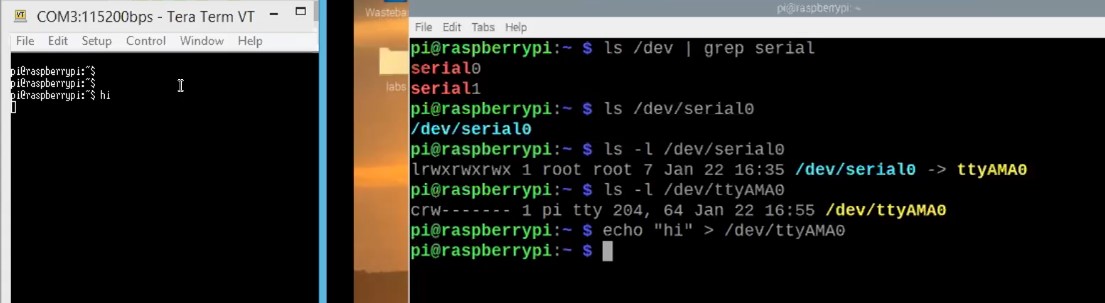 COM3:115200bps - Tera Term VT
File Edit Setup Control Window Help
pi@raspberrypi:~$
pi@raspberrypi:~$
pi@raspberrypi:~$ hi
Wastebas
labs
pi@raspberrypi: ~
File Edit Tabs Help
pi@raspberrypi:~ $ ls /dev | grep serial
serial0
serial1
pi@raspberrypi:~ $ ls /dev/serial0
/dev/serial0
pi@raspberrypi:~ $ ls -l /dev/serial0
lrwxrwxrwx 1 root root 7 Jan 22 16:35 /dev/serial0 -> ttyAMA0
pi@raspberrypi:~ $ ls -l /dev/ttyAMA0
crw------- 1 pi tty 204, 64 Jan 22 16:55 /dev/ttyAMA0
pi@raspberrypi:~ $ echo "hi" > /dev/ttyAMA0
pi@raspberrypi:~ $